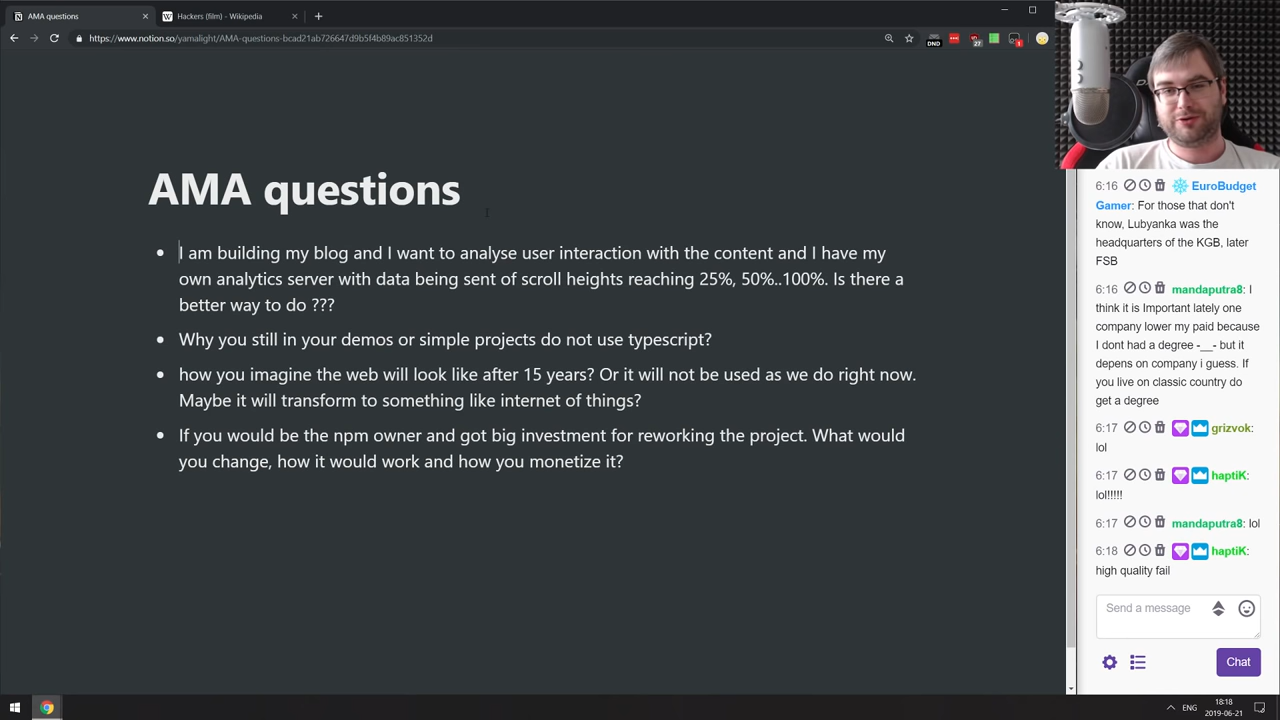 AMA questions
Hackers (film) - Wikipedia
https://www.notion.so/yamalight/AMA-questions-bcad21ab726647d9b5f4b89ac851352d
DND
27
1
AMA questions
I am building my blog and I want to analyse user interaction with the content and I have my
own analytics server with data being sent of scroll heights reaching 25%, 50%..100%. Is there a
better way to do ???
Why you still in your demos or simple projects do not use typescript?
how you imagine the web will look like after 15 years? Or it will not be used as we do right now.
Maybe it will transform to something like internet of things?
If you would be the npm owner and got big investment for reworking the project. What would
you change, how it would work and how you monetize it?
6:16 EuroBudget
Gamer: For those that don't
know, Lubyanka was the
headquarters of the KGB, later
FSB
6:16 mandaputra8: I
think it is Important lately one
company lower my paid because
I dont had a degree -__- but it
depens on company i guess. If
you live on classic country do
get a degree
6:17 grizvok:
lol
6:17 haptiK:
lol!!!!!
6:17 mandaputra8: lol
6:18 haptiK:
high quality fail
Send a message
Chat
ENG
18:18
2019-06-21